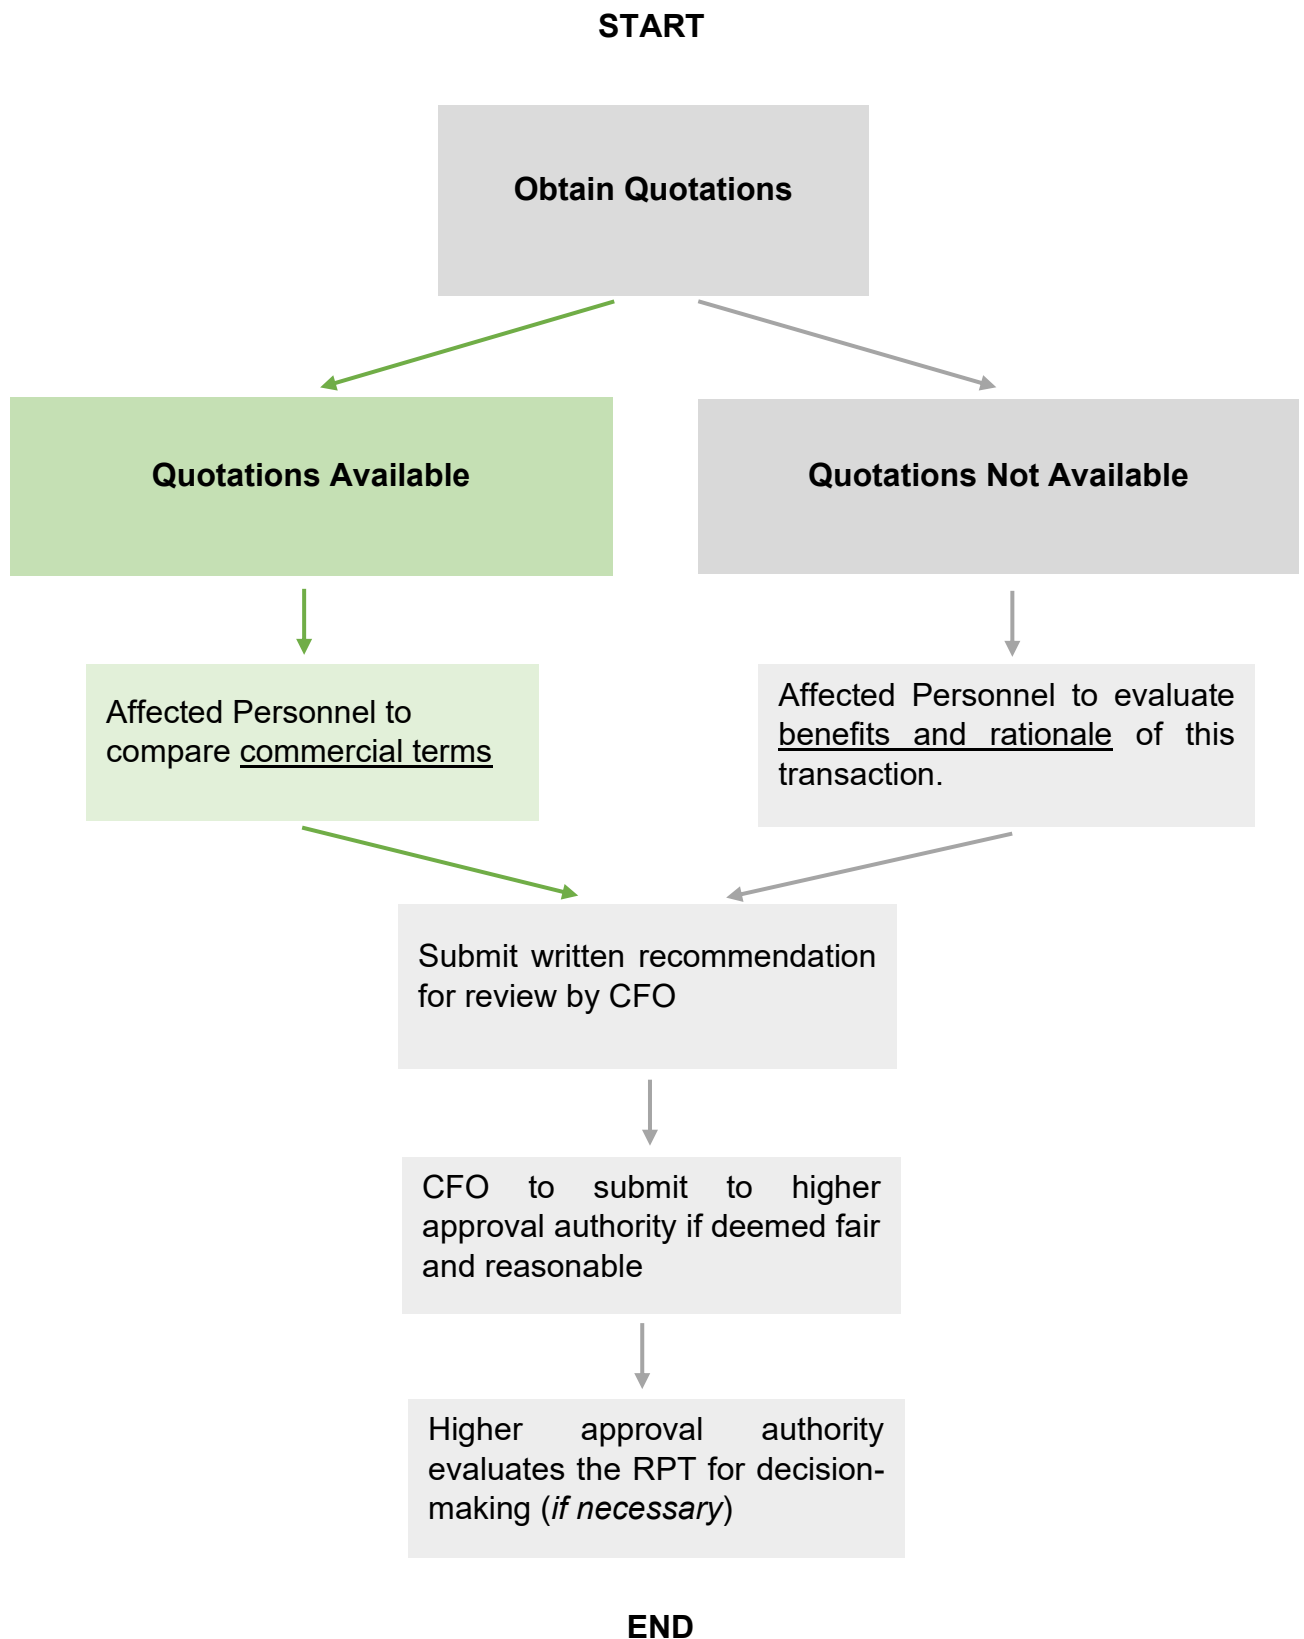 START
Obtain Quotations
Quotations Available
Quotations Not Available
Affected Personnel to
compare commercial terms
Affected Personnel to evaluate
benefits and rationale of this
transaction.
Submit written recommendation
for review by CFO
CFO to submit to higher
approval authority if deemed fair
and reasonable
Higher approval authority
evaluates the RPT for decision-
making (if necessary)
END